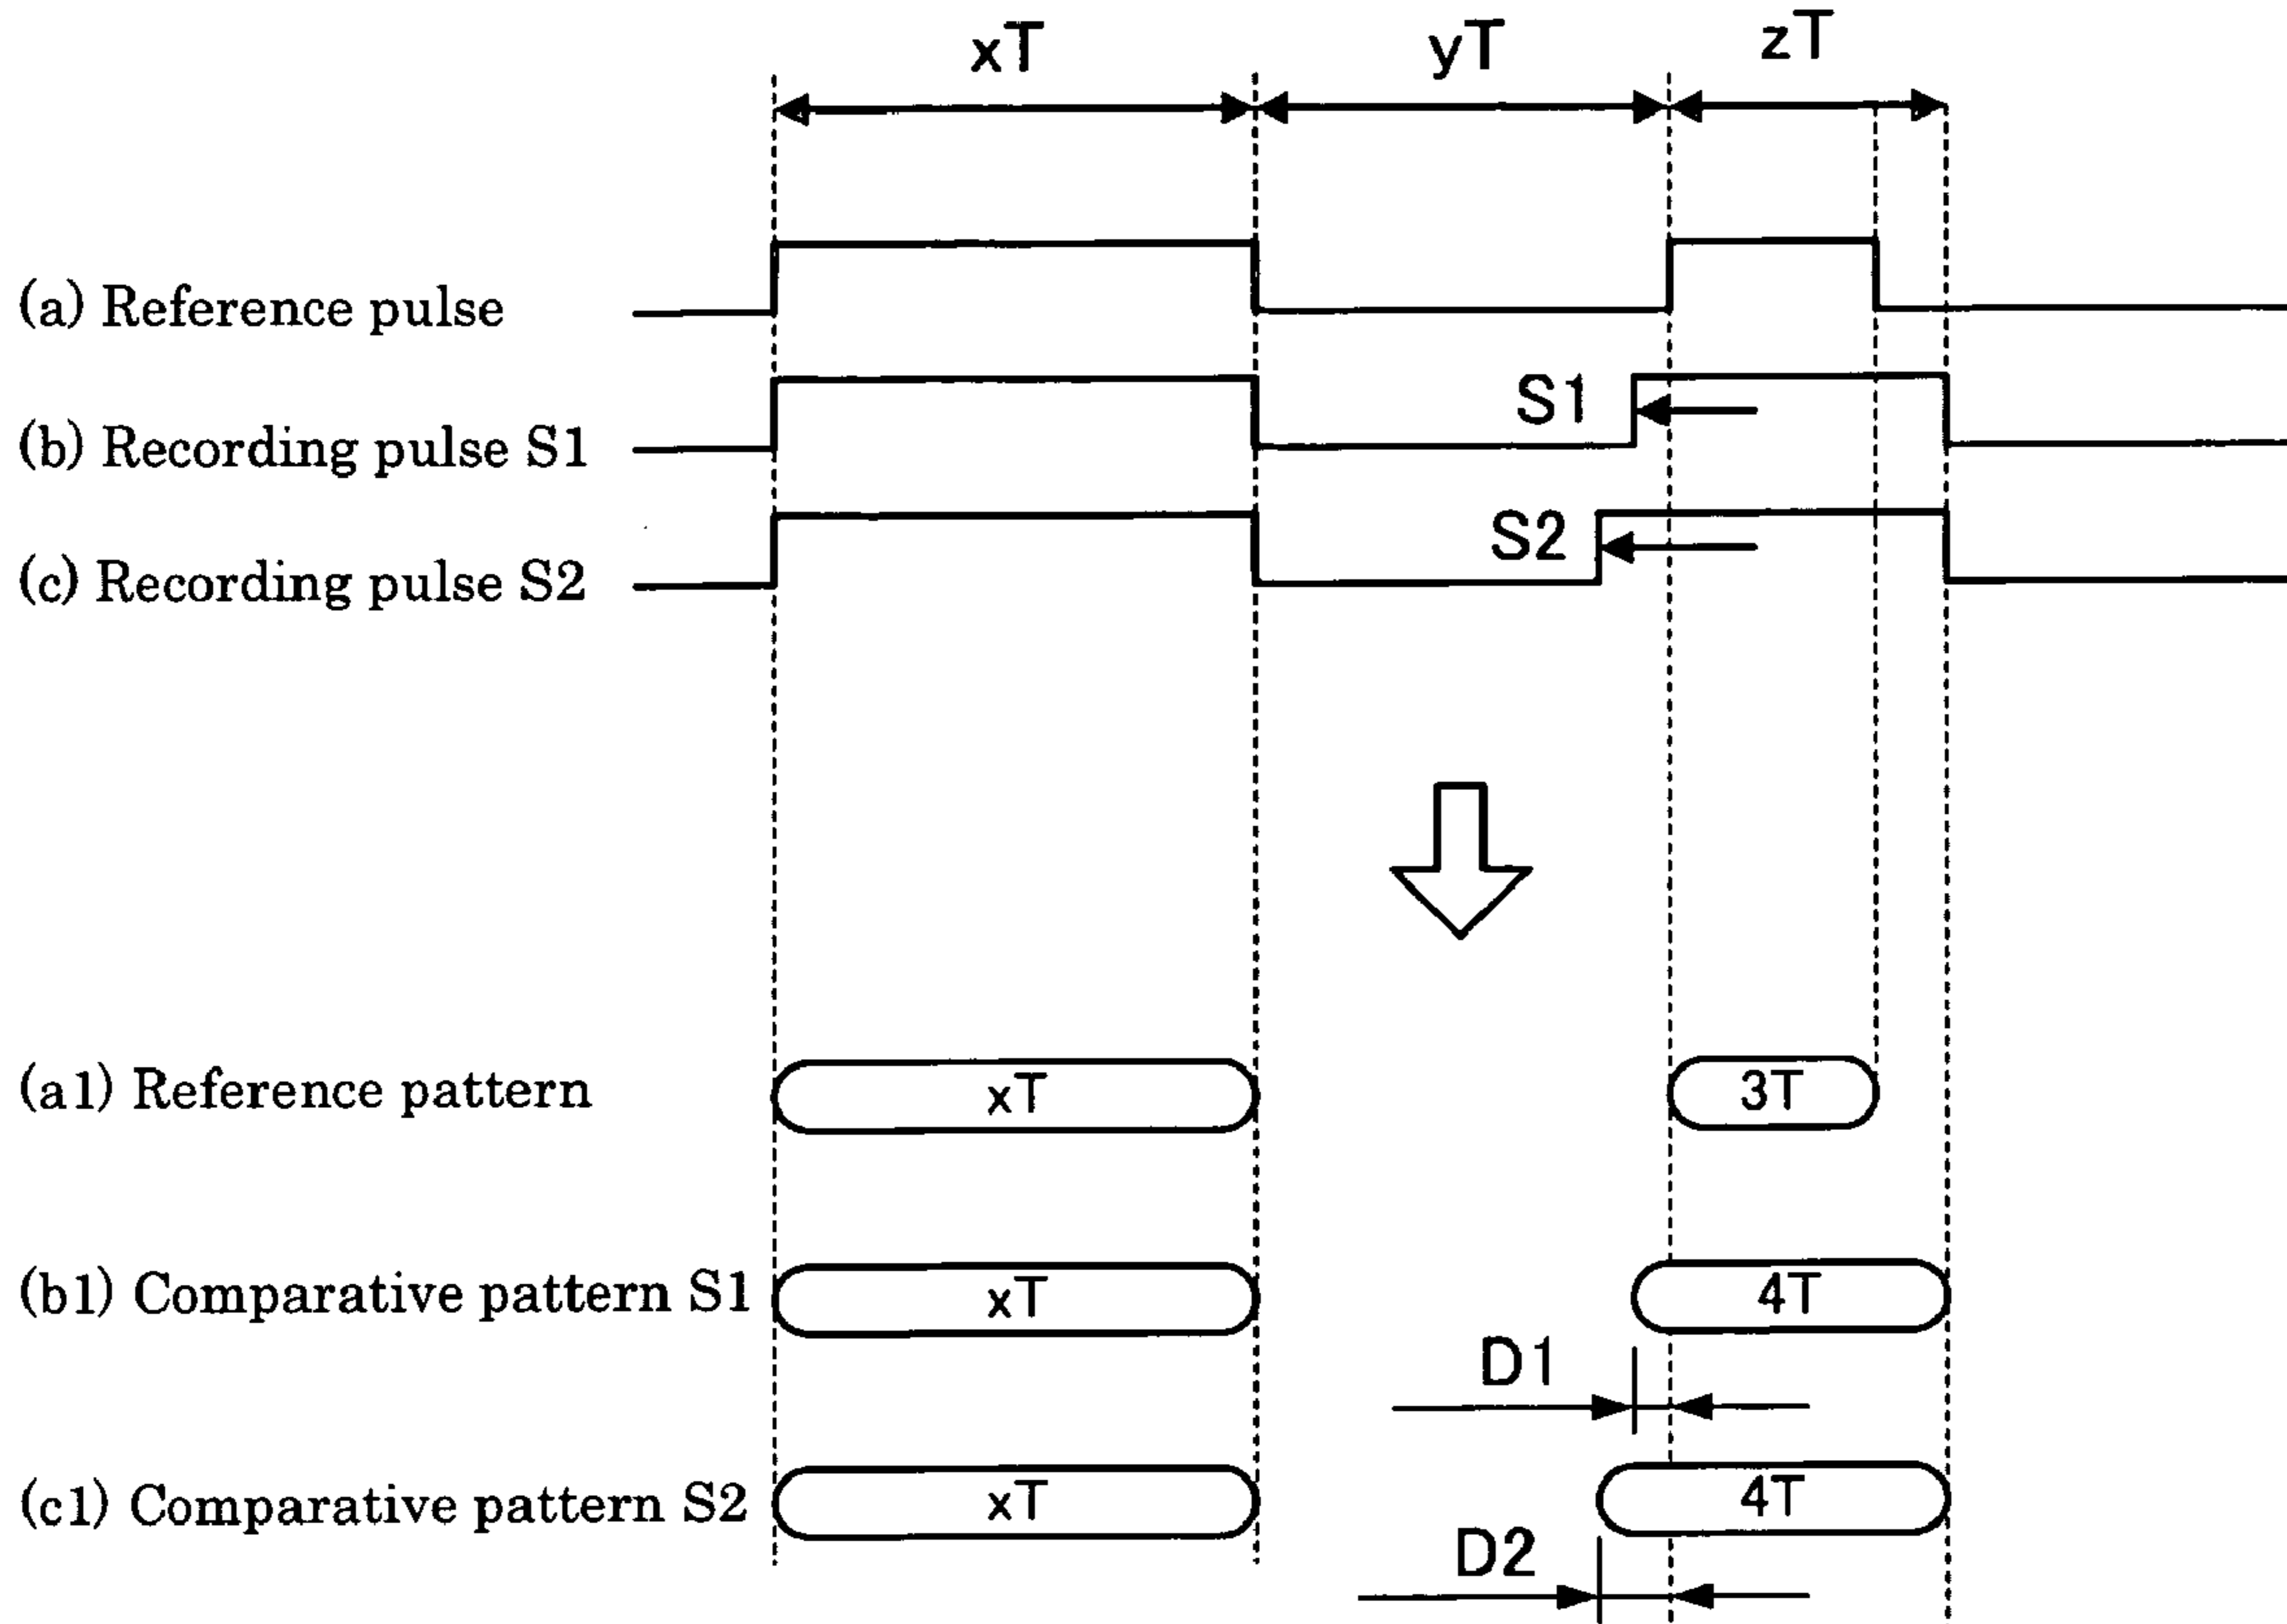 xT yT zT
(a) Reference pulse
S1
(b) Recording pulse S1
S2
(c) Recording pulse S2
(a1) Reference pattern xT 3T
(b1) Comparative pattern S1 xT 4T
D1
(c1) Comparative pattern S2 xT 4T
D2